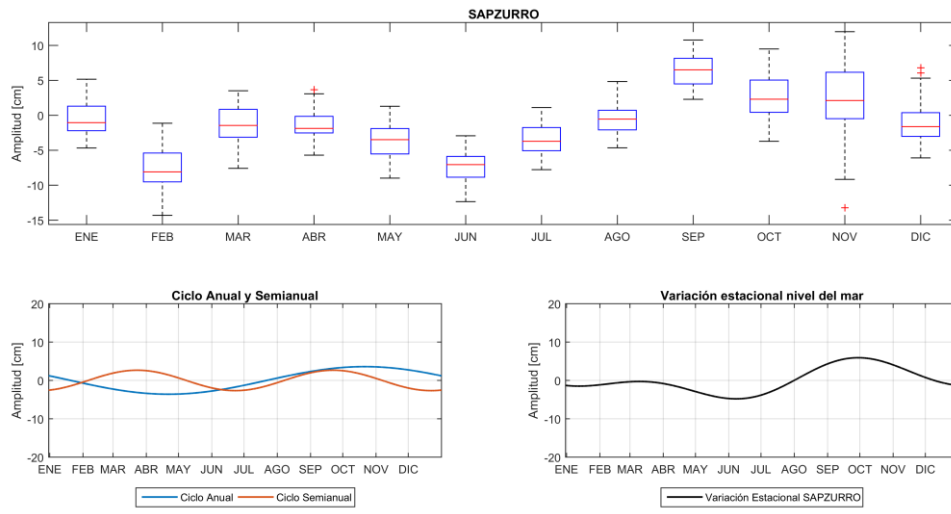 SAPZURRO
Amplitud [cm]
10
5
0
-5
-10
-15
ENE FEB MAR ABR MAY JUN JUL AGO SEP OCT NOV DIC
Ciclo Anual y Semianual
Amplitud [cm]
20
10
0
-10
-20
ENE FEB MAR ABR MAY JUN JUL AGO SEP OCT NOV DIC
Ciclo Anual Ciclo Semianual
Variación estacional nivel del mar
Amplitud [cm]
20
10
0
-10
-20
ENE FEB MAR ABR MAY JUN JUL AGO SEP OCT NOV DIC
Variación Estacional SAPZURRO